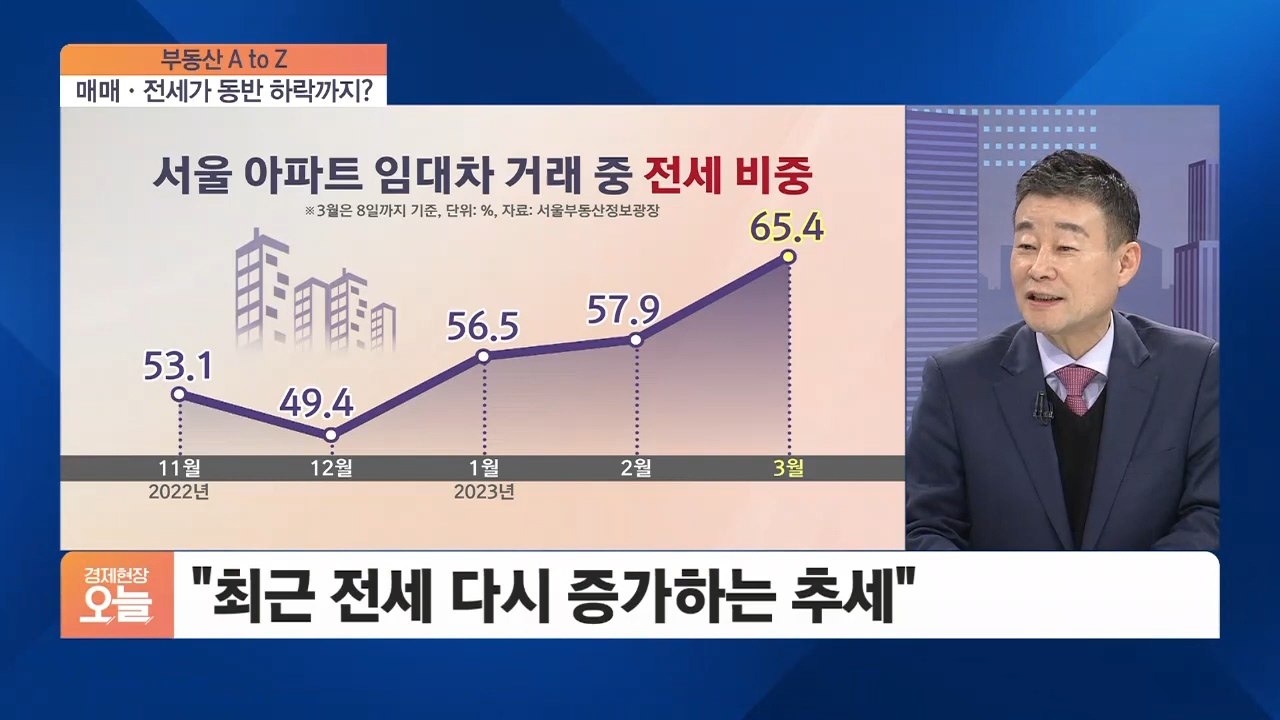 부동산 A to Z
매매·전세가 동반 하락까지?
서울 아파트 임대차 거래 중 전세 비중
※3월은 8일까지 기준, 단위: %, 자료: 서울부동산정보광장
65.4
57.9
56.5
53.1
49.4
11월 12월 1월 2월 3월
2022년 2023년
경제현장
오늘
"최근 전세 다시 증가하는 추세"